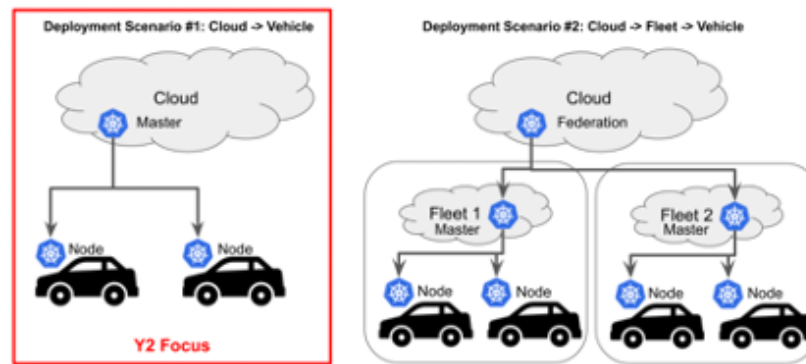 Deployment Scenario #1: Cloud -> Vehicle
Cloud
Master
Node
Node
Y2 Focus
Deployment Scenario #2: Cloud -> Fleet -> Vehicle
Cloud
Federation
Fleet 1
Master
Fleet 2
Master
Node
Node
Node
Node